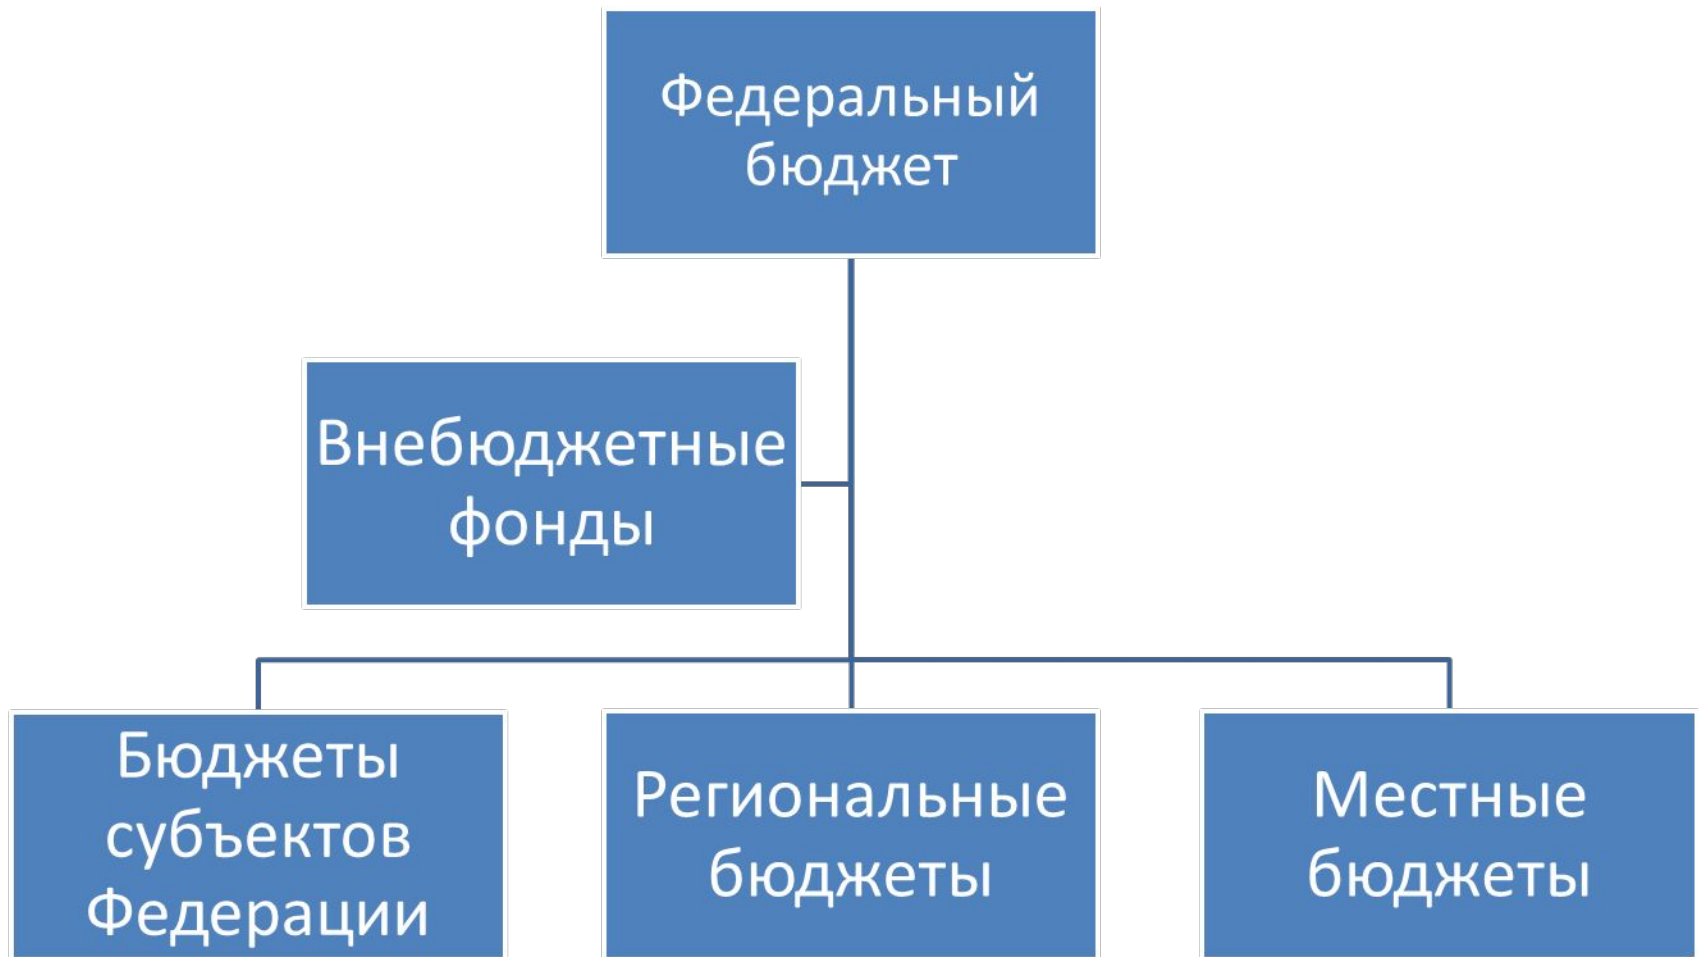 Федеральный
бюджет
Внебюджетные
фонды
Бюджеты
субъектов
Федерации
Региональные
бюджеты
Местные
бюджеты